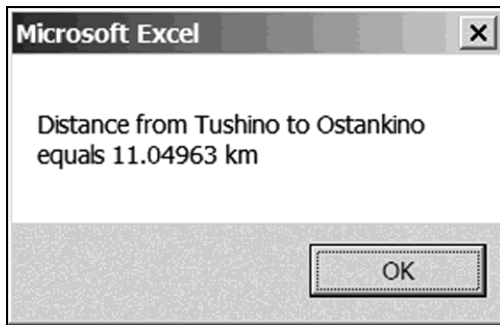 Microsoft Excel
Distance from Tushino to Ostankino
equals 11.04963 km
OK